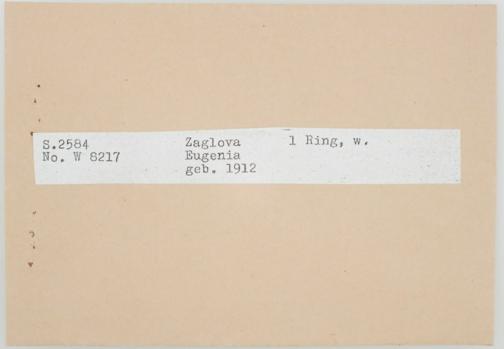 S.2584 Zaglova 1 Ring, w.
No. W 8217 Eugenia
geb. 1912